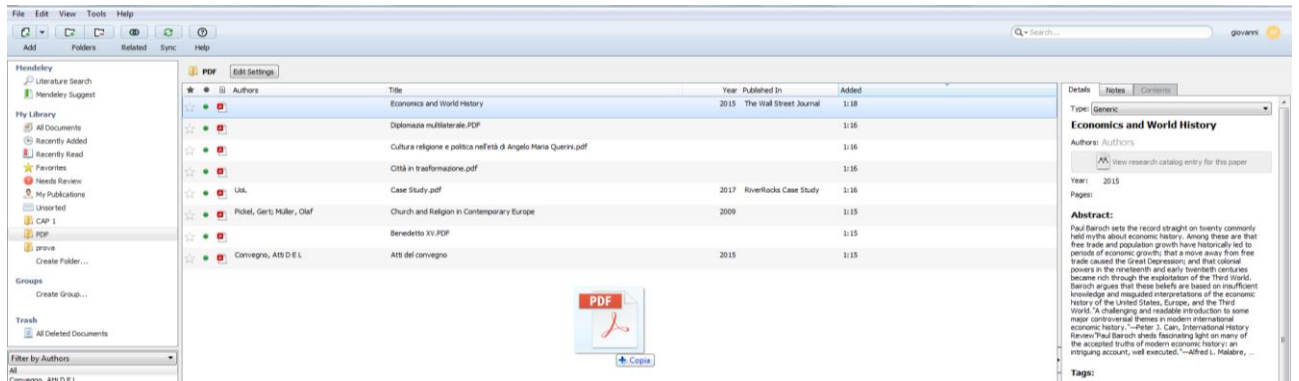 File Edit View Tools Help
Add Folders Related Sync Help
Search...
giovanni
Mendeley
Literature Search
Mendeley Suggest
My Library
All Documents
Recently Added
Recently Read
Favorites
Needs Review
My Publications
Unsorted
CAP 1
PDF
prova
Create Folder...
Groups
Create Group...
Trash
All Deleted Documents
Filter by Authors
All
Convegno, Atti D E L
PDF Edit Settings
Authors Title Year Published In Added
Economics and World History 2015 The Wall Street Journal 1:18
Diplomazia multilaterale.PDF 1:16
Cultura religione e politica nell'età di Angelo Maria Querini.pdf 1:16
Città in trasformazione.pdf 1:16
UoL Case Study.pdf 2017 RiverRocks Case Study 1:16
Pickel, Gert; Müller, Olaf Church and Religion in Contemporary Europe 2009 1:15
Benedetto XV.PDF 1:15
Convegno, Atti D E L Atti del convegno 2015 1:15
PDF
Copia
Details Notes Contents
Type: Generic
Economics and World History
Authors: Authors
View research catalog entry for this paper
Year: 2015
Pages:
Abstract:
Paul Bairoch sets the record straight on twenty commonly
held myths about economic history. Among these are that
free trade and population growth have historically led to
periods of economic growth; that a move away from free
trade caused the Great Depression; and that colonial
powers in the nineteenth and early twentieth centuries
became rich through the exploitation of the Third World.
Bairoch argues that these beliefs are based on insufficient
knowledge and misguided interpretations of the economic
history of the United States, Europe, and the Third
World. "A challenging and readable introduction to some
major controversial themes in modern international
economic history."—Peter J. Cain, International History
Review"Paul Bairoch sheds fascinating light on many of
the accepted truths of modern economic history: an
intriguing account, well executed."—Alfred L. Malabre, ...
Tags: